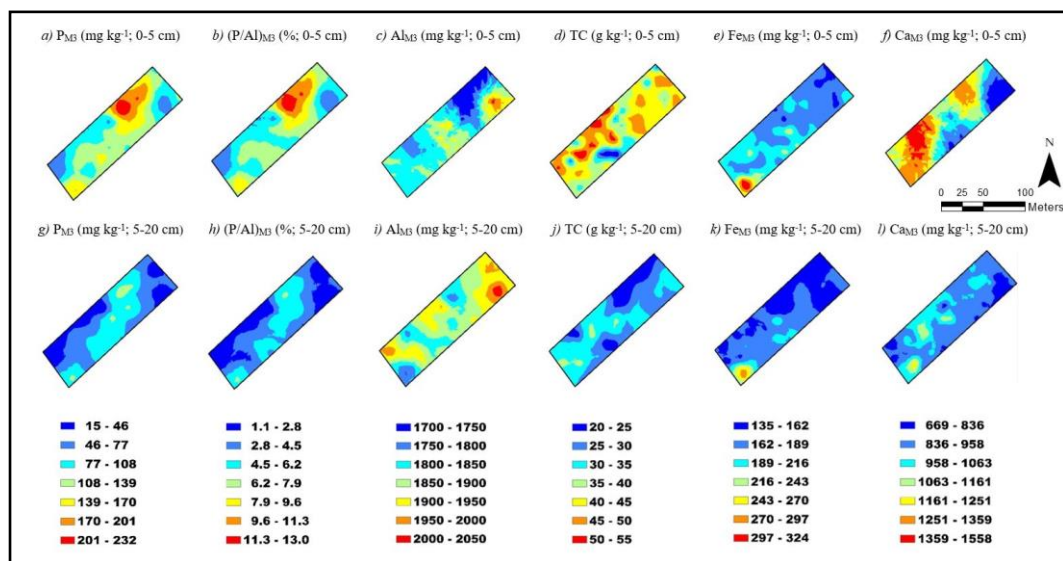 a) PM3 (mg kg-1; 0-5 cm) b) (P/Al)M3 (%; 0-5 cm) c) AlM3 (mg kg-1; 0-5 cm) d) TC (g kg-1; 0-5 cm) e) FeM3 (mg kg-1; 0-5 cm) f) CaM3 (mg kg-1; 0-5 cm)
N
0 25 50 100
Meters
g) PM3 (mg kg-1; 5-20 cm) h) (P/Al)M3 (%; 5-20 cm) i) AlM3 (mg kg-1; 5-20 cm) j) TC (g kg-1; 5-20 cm) k) FeM3 (mg kg-1; 5-20 cm) l) CaM3 (mg kg-1; 5-20 cm)
15 - 46 1.1 - 2.8 1700 - 1750 20 - 25 135 - 162 669 - 836
46 - 77 2.8 - 4.5 1750 - 1800 25 - 30 162 - 189 836 - 958
77 - 108 4.5 - 6.2 1800 - 1850 30 - 35 189 - 216 958 - 1063
108 - 139 6.2 - 7.9 1850 - 1900 35 - 40 216 - 243 1063 - 1161
139 - 170 7.9 - 9.6 1900 - 1950 40 - 45 243 - 270 1161 - 1251
170 - 201 9.6 - 11.3 1950 - 2000 45 - 50 270 - 297 1251 - 1359
201 - 232 11.3 - 13.0 2000 - 2050 50 - 55 297 - 324 1359 - 1558